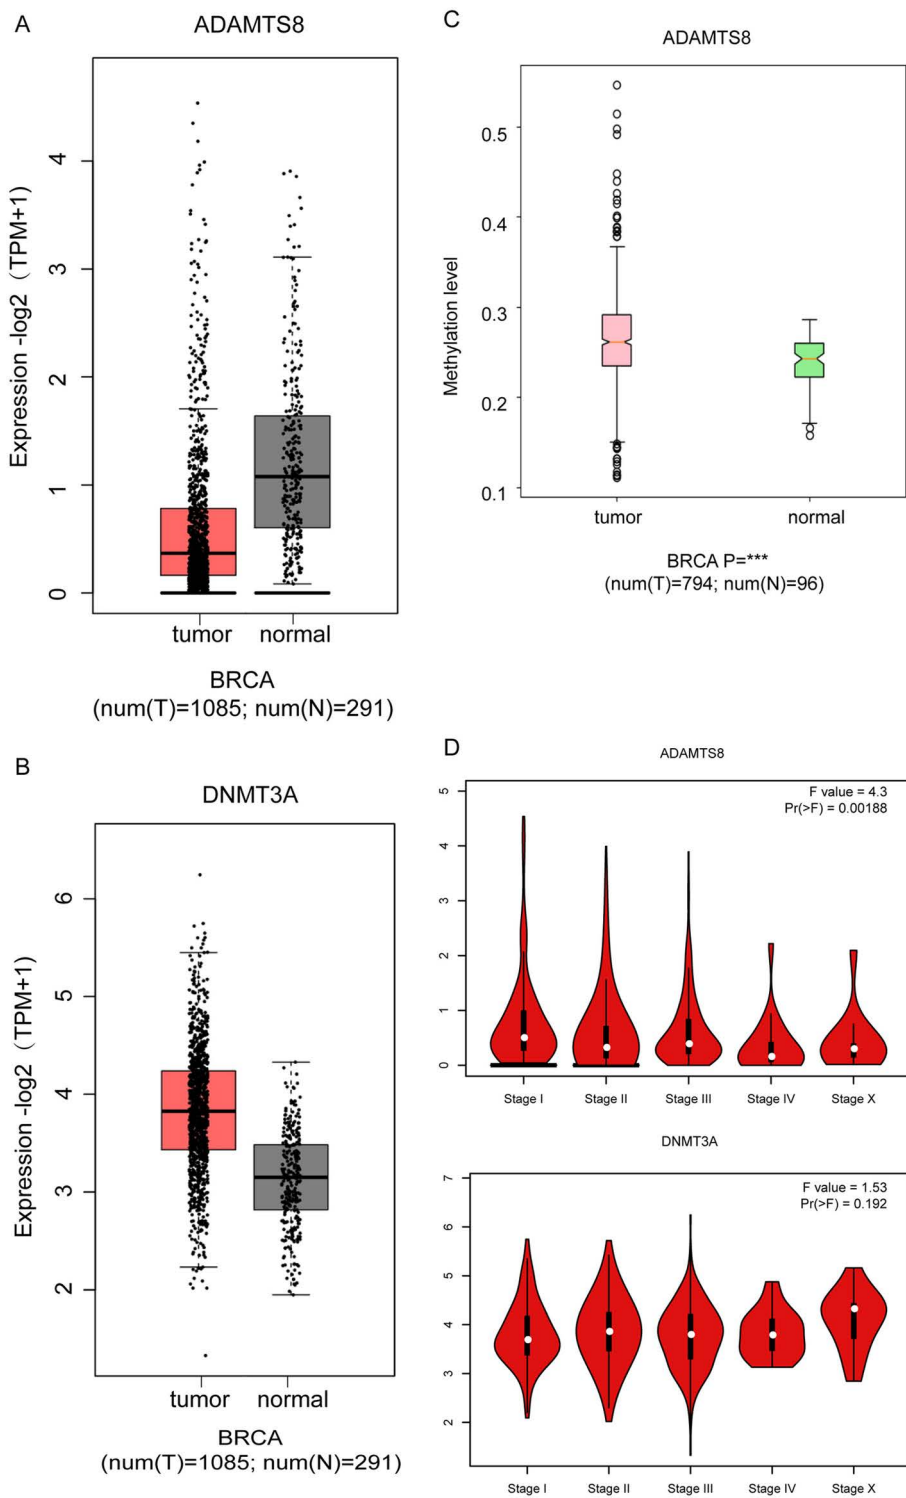 A
ADAMTS8
Expression -log2（TPM+1)
4
3
2
1
0
tumor
normal
BRCA
(num(T)=1085; num(N)=291)
B
DNMT3A
Expression -log2（TPM+1)
6
5
4
3
2
tumor
normal
BRCA
(num(T)=1085; num(N)=291)
C
ADAMTS8
Methylation level
0.5
0.4
0.3
0.2
0.1
tumor
normal
BRCA P=***
(num(T)=794; num(N)=96)
D
ADAMTS8
F value = 4.3
Pr(>F) = 0.00188
5
4
3
2
1
0
Stage I
Stage II
Stage III
Stage IV
Stage X
DNMT3A
F value = 1.53
Pr(>F) = 0.192
7
6
5
4
3
2
Stage I
Stage II
Stage III
Stage IV
Stage X